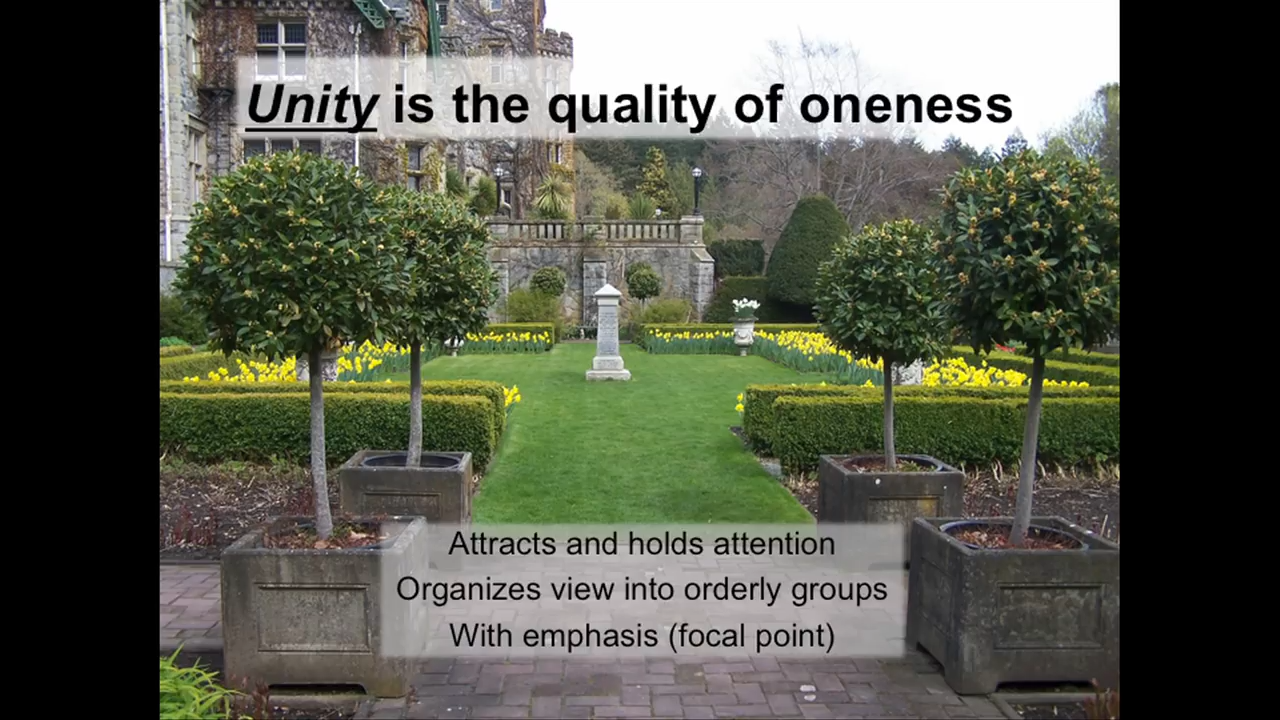 Unity is the quality of oneness
Attracts and holds attention
Organizes view into orderly groups
With emphasis (focal point)